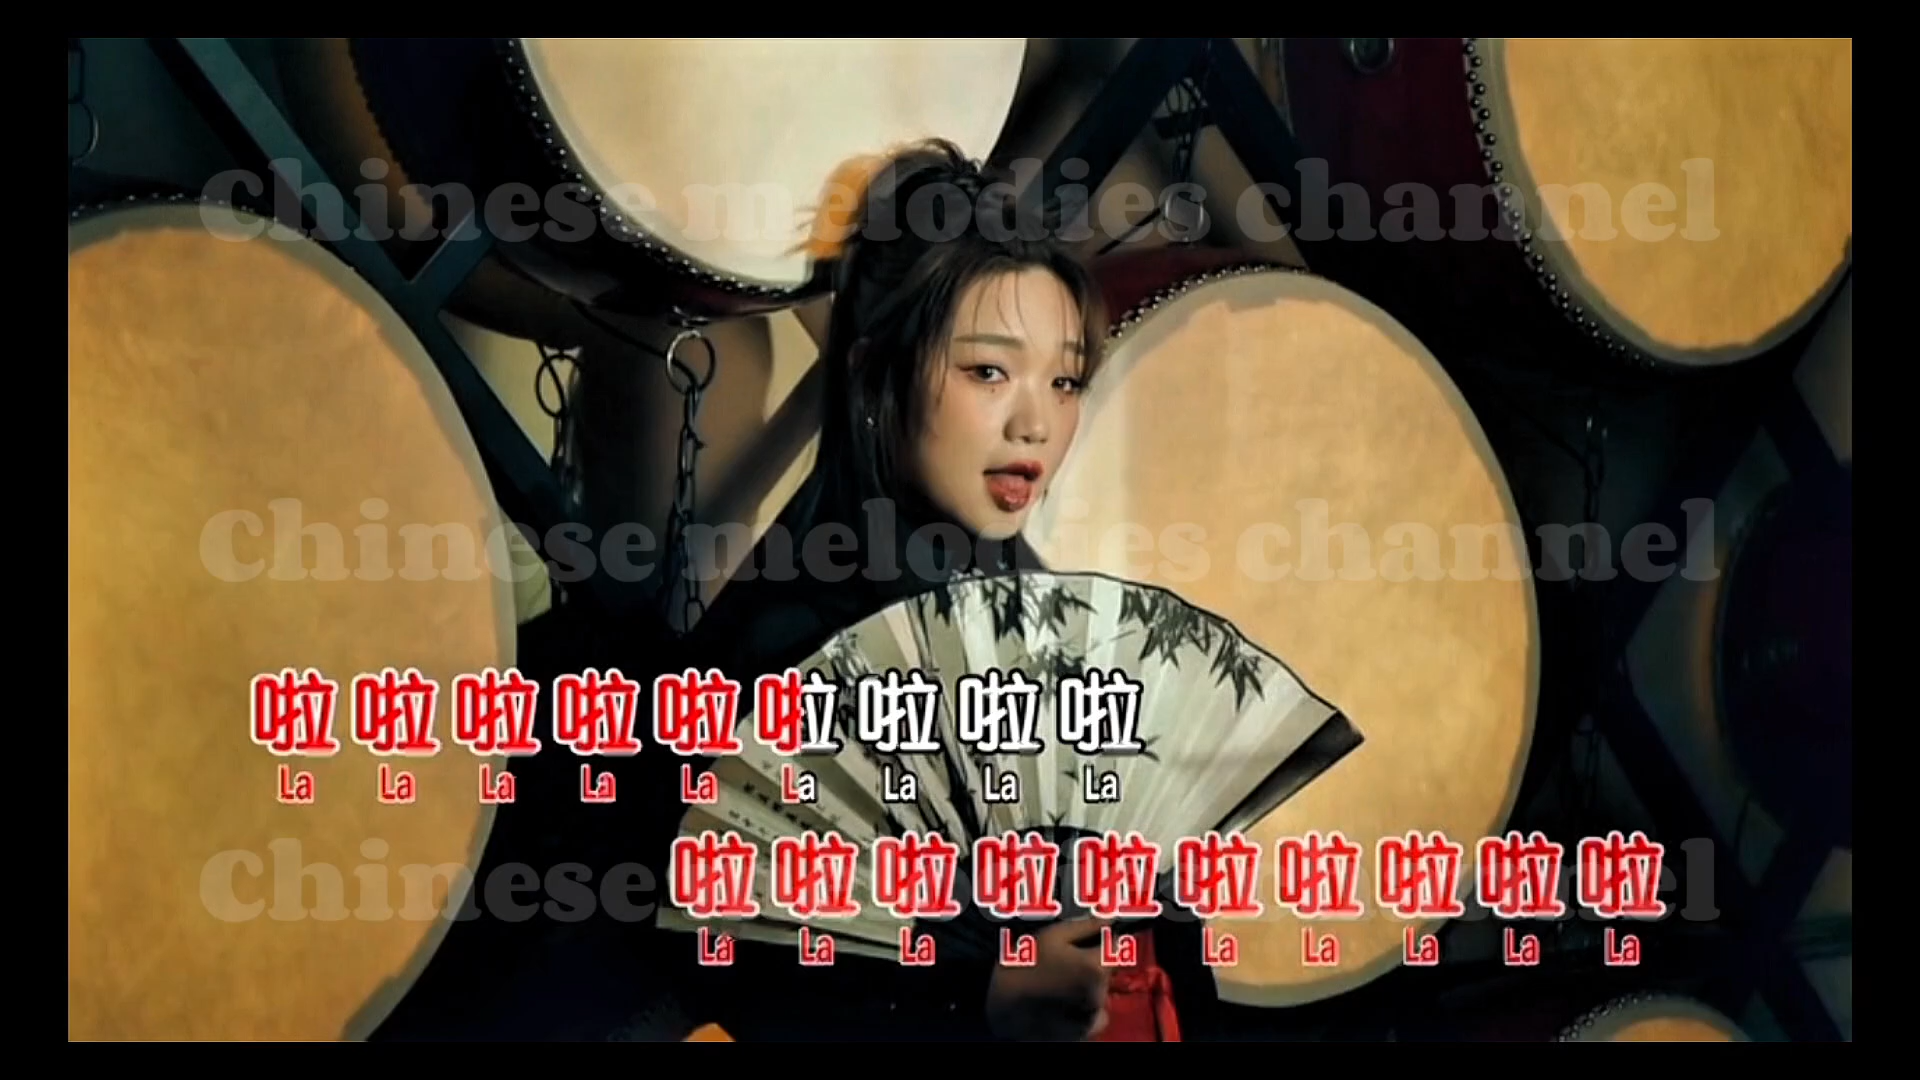 Chinese melodies channel
Chinese melodies channel
啦 啦 啦 啦 啦 啦 啦 啦 啦
La La La La La La La La La
Chinese melodies channel
啦 啦 啦 啦 啦 啦 啦 啦 啦 啦
La La La La La La La La La La